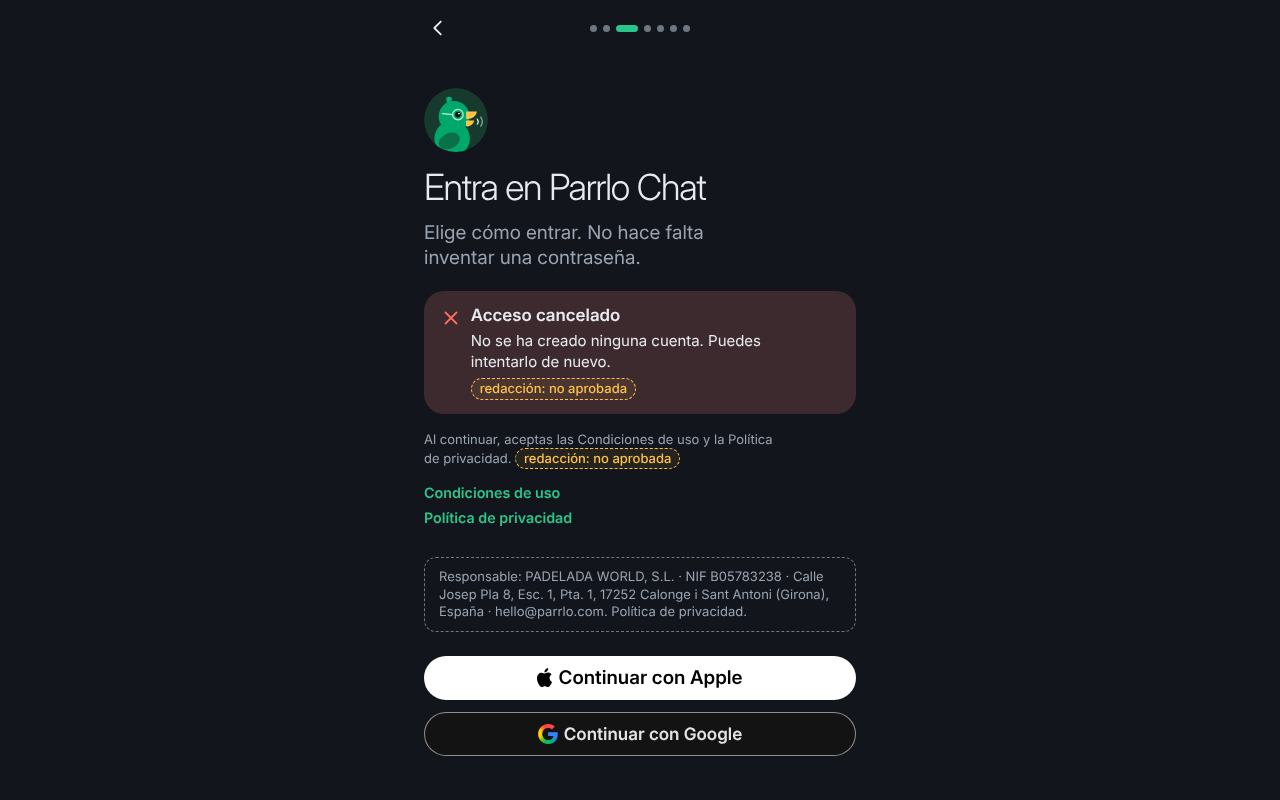 Entra en Parrlo Chat
Elige cómo entrar. No hace falta
inventar una contraseña.
Acceso cancelado
No se ha creado ninguna cuenta. Puedes
intentarlo de nuevo.
redacción: no aprobada
Al continuar, aceptas las Condiciones de uso y la Política
de privacidad. redacción: no aprobada
Condiciones de uso
Política de privacidad
Responsable: PADELADA WORLD, S.L. · NIF B05783238 · Calle
Josep Pla 8, Esc. 1, Pta. 1, 17252 Calonge i Sant Antoni (Girona),
España · hello@parrlo.com. Política de privacidad.
Continuar con Apple
Continuar con Google